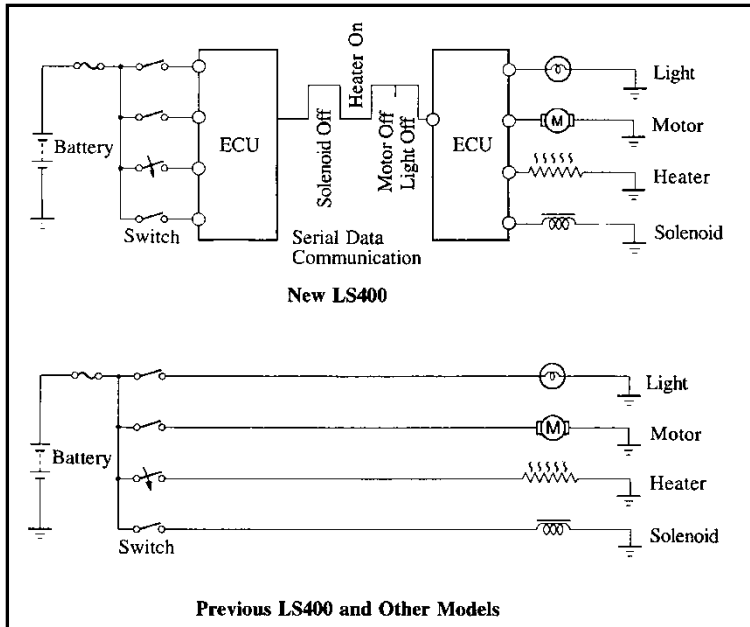 Heater On
Light
Battery
ECU
Solenoid Off
Motor Off
Light Off
ECU
M
Motor
Heater
Switch
Serial Data
Communication
Solenoid
New LS400
Light
M
Motor
Battery
Heater
Switch
Solenoid
Previous LS400 and Other Models